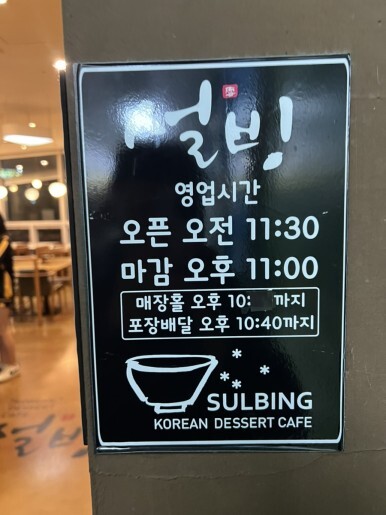 설빙
영업시간
오픈 오전 11:30
마감 오후 11:00
매장홀 오후 10: 까지
포장배달 오후 10:40까지
SULBING
KOREAN DESSERT CAFE